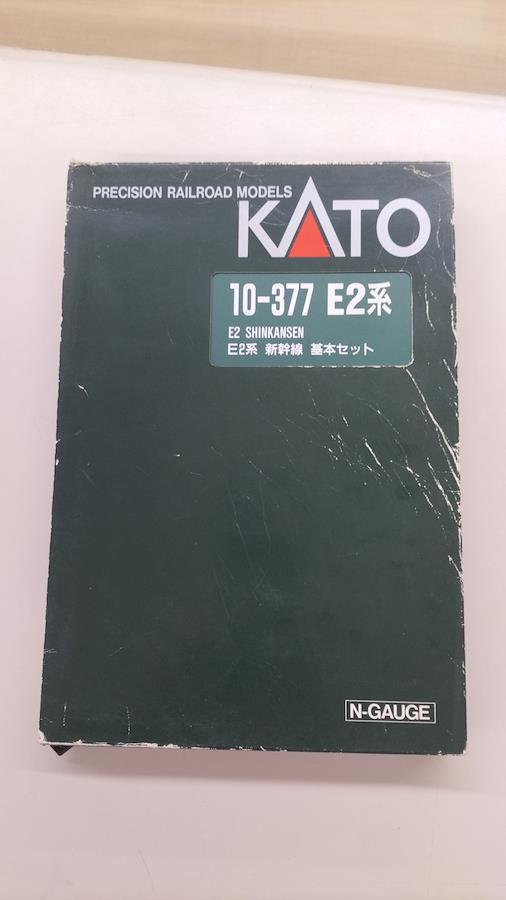 PRECISION RAILROAD MODELS
KATO
10-377 E2系
E2 SHINKANSEN
E2系 新幹線 基本セット
N-GAUGE